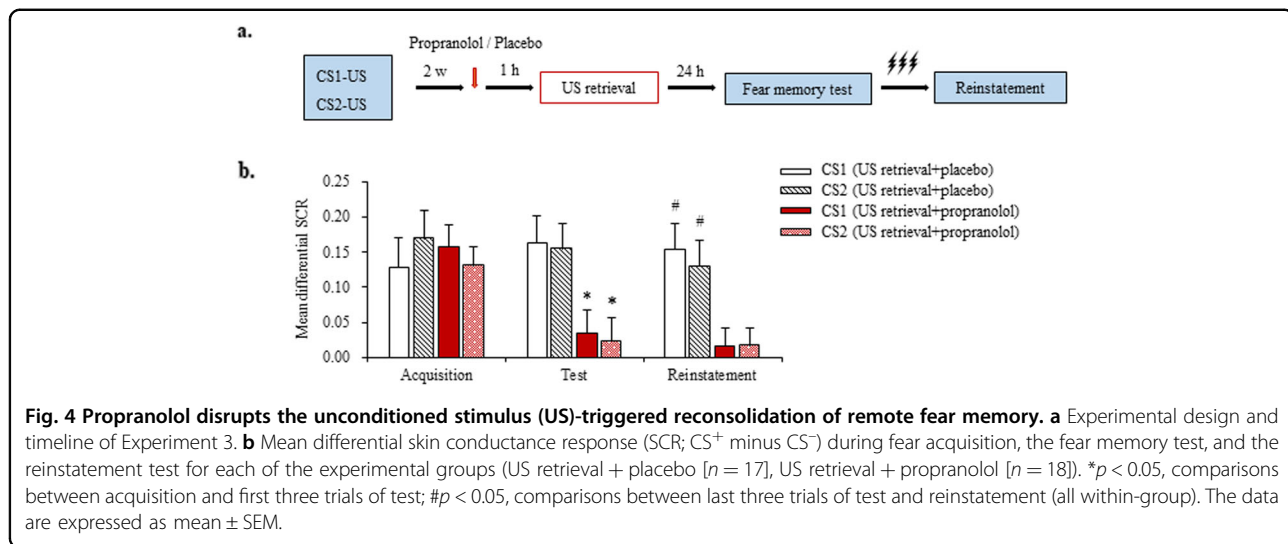 a.
Propranolol / Placebo
CS1-US
CS2-US
2 w
1 h
US retrieval
24 h
Fear memory test
Reinstatement
b.
CS1 (US retrieval+placebo)
CS2 (US retrieval+placebo)
CS1 (US retrieval+propranolol)
CS2 (US retrieval+propranolol)
Mean differential SCR
0.25
0.20
0.15
0.10
0.05
0.00
* *
# #
Acquisition Test Reinstatement
Fig. 4 Propranolol disrupts the unconditioned stimulus (US)-triggered reconsolidation of remote fear memory. a Experimental design and
timeline of Experiment 3. b Mean differential skin conductance response (SCR; CS⁺ minus CS⁻) during fear acquisition, the fear memory test, and the
reinstatement test for each of the experimental groups (US retrieval + placebo [n = 17], US retrieval + propranolol [n = 18]). *p < 0.05, comparisons
between acquisition and first three trials of test; #p < 0.05, comparisons between last three trials of test and reinstatement (all within-group). The data
are expressed as mean ± SEM.